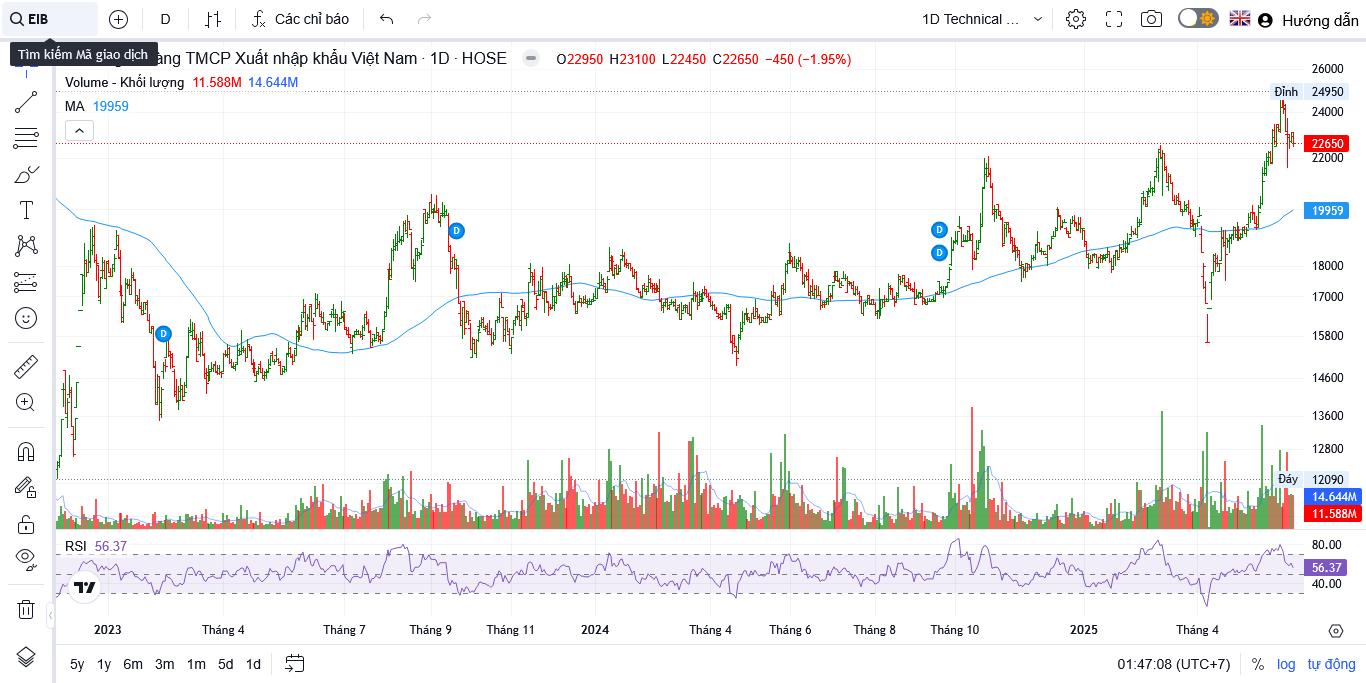 EIB D Các chỉ báo 1D Technical ... Hướng dẫn
Tìm kiếm Mã giao dịch
àng TMCP Xuất nhập khẩu Việt Nam · 1D · HOSE O22950 H23100 L22450 C22650 −450 (−1.95%)
Volume - Khối lượng 11.588M 14.644M
MA 19959
26000
Đỉnh 24950
24000
22650
22000
19959
18000
17000
15800
14600
13600
12800
Đáy 12090
14.644M
11.588M
D
D
D
D
RSI 56.37
80.00
56.37
40.00
2023 Tháng 4 Tháng 7 Tháng 9 Tháng 11 2024 Tháng 4 Tháng 6 Tháng 8 Tháng 10 2025 Tháng 4
5y 1y 6m 3m 1m 5d 1d 01:47:08 (UTC+7) % log tự động